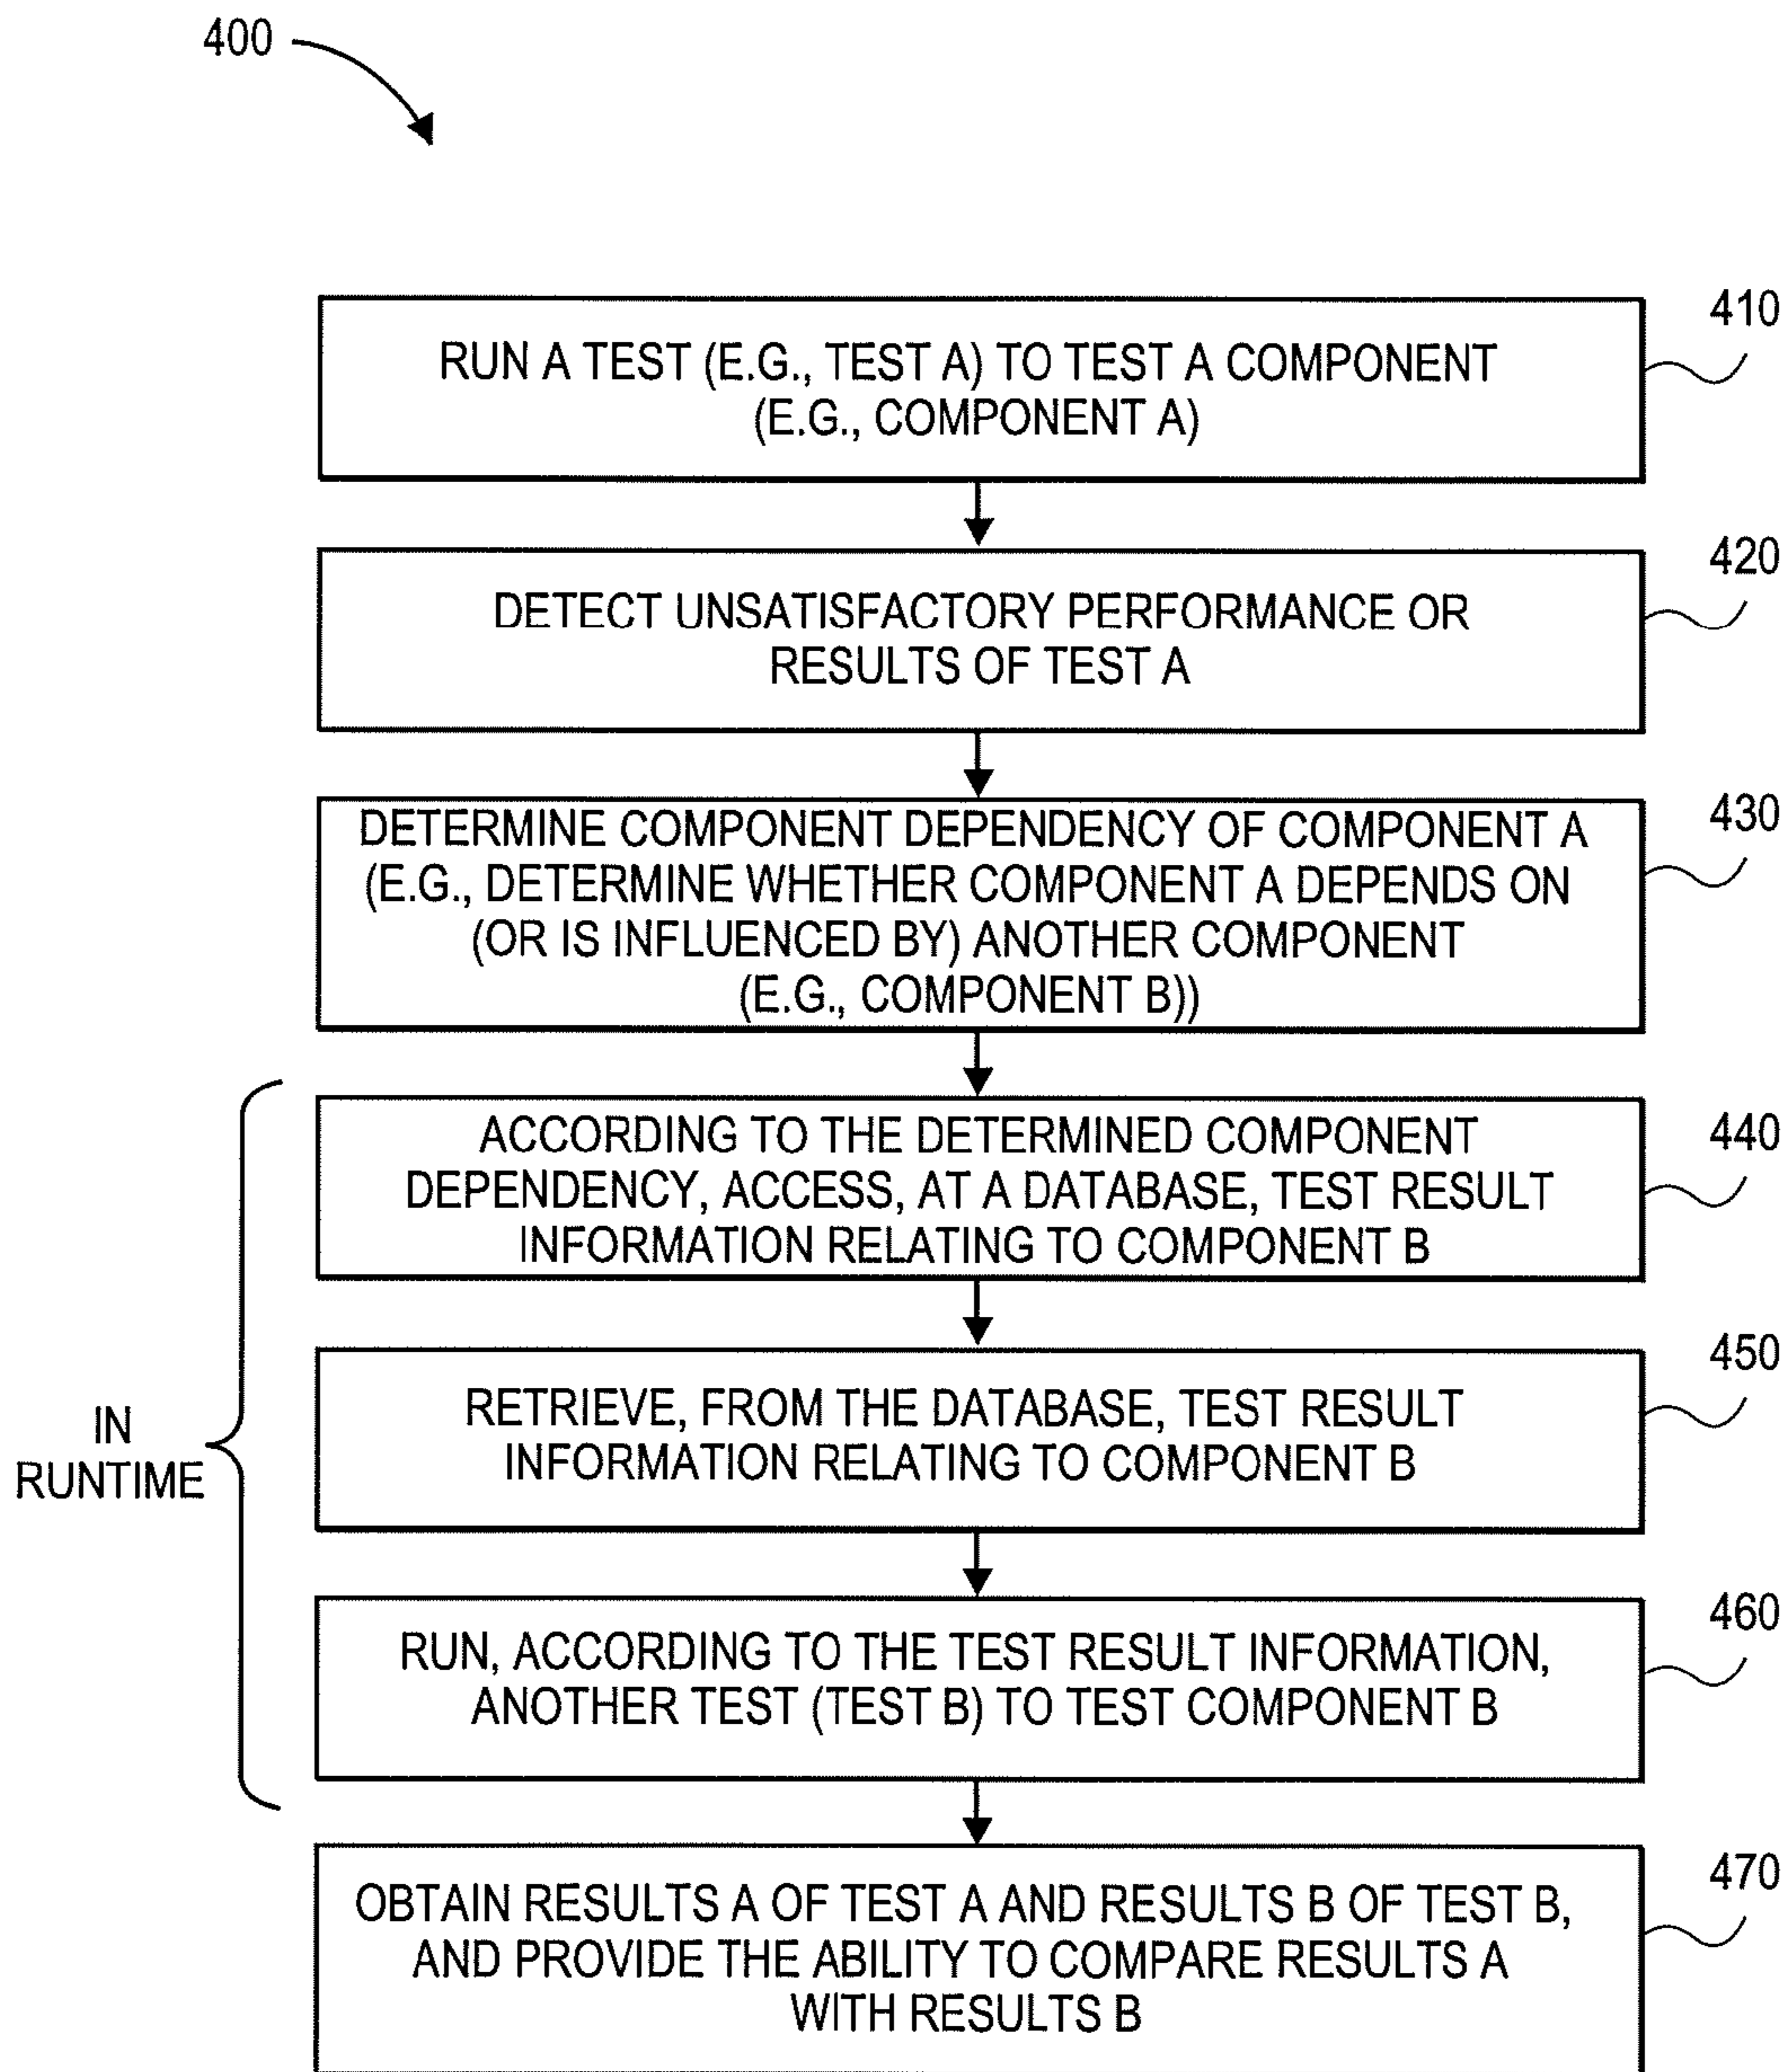 400
410
RUN A TEST (E.G., TEST A) TO TEST A COMPONENT
(E.G., COMPONENT A)
420
DETECT UNSATISFACTORY PERFORMANCE OR
RESULTS OF TEST A
430
DETERMINE COMPONENT DEPENDENCY OF COMPONENT A
(E.G., DETERMINE WHETHER COMPONENT A DEPENDS ON
(OR IS INFLUENCED BY) ANOTHER COMPONENT
(E.G., COMPONENT B))
440
ACCORDING TO THE DETERMINED COMPONENT
DEPENDENCY, ACCESS, AT A DATABASE, TEST RESULT
INFORMATION RELATING TO COMPONENT B
450
RETRIEVE, FROM THE DATABASE, TEST RESULT
INFORMATION RELATING TO COMPONENT B
IN
RUNTIME
460
RUN, ACCORDING TO THE TEST RESULT INFORMATION,
ANOTHER TEST (TEST B) TO TEST COMPONENT B
470
OBTAIN RESULTS A OF TEST A AND RESULTS B OF TEST B,
AND PROVIDE THE ABILITY TO COMPARE RESULTS A
WITH RESULTS B